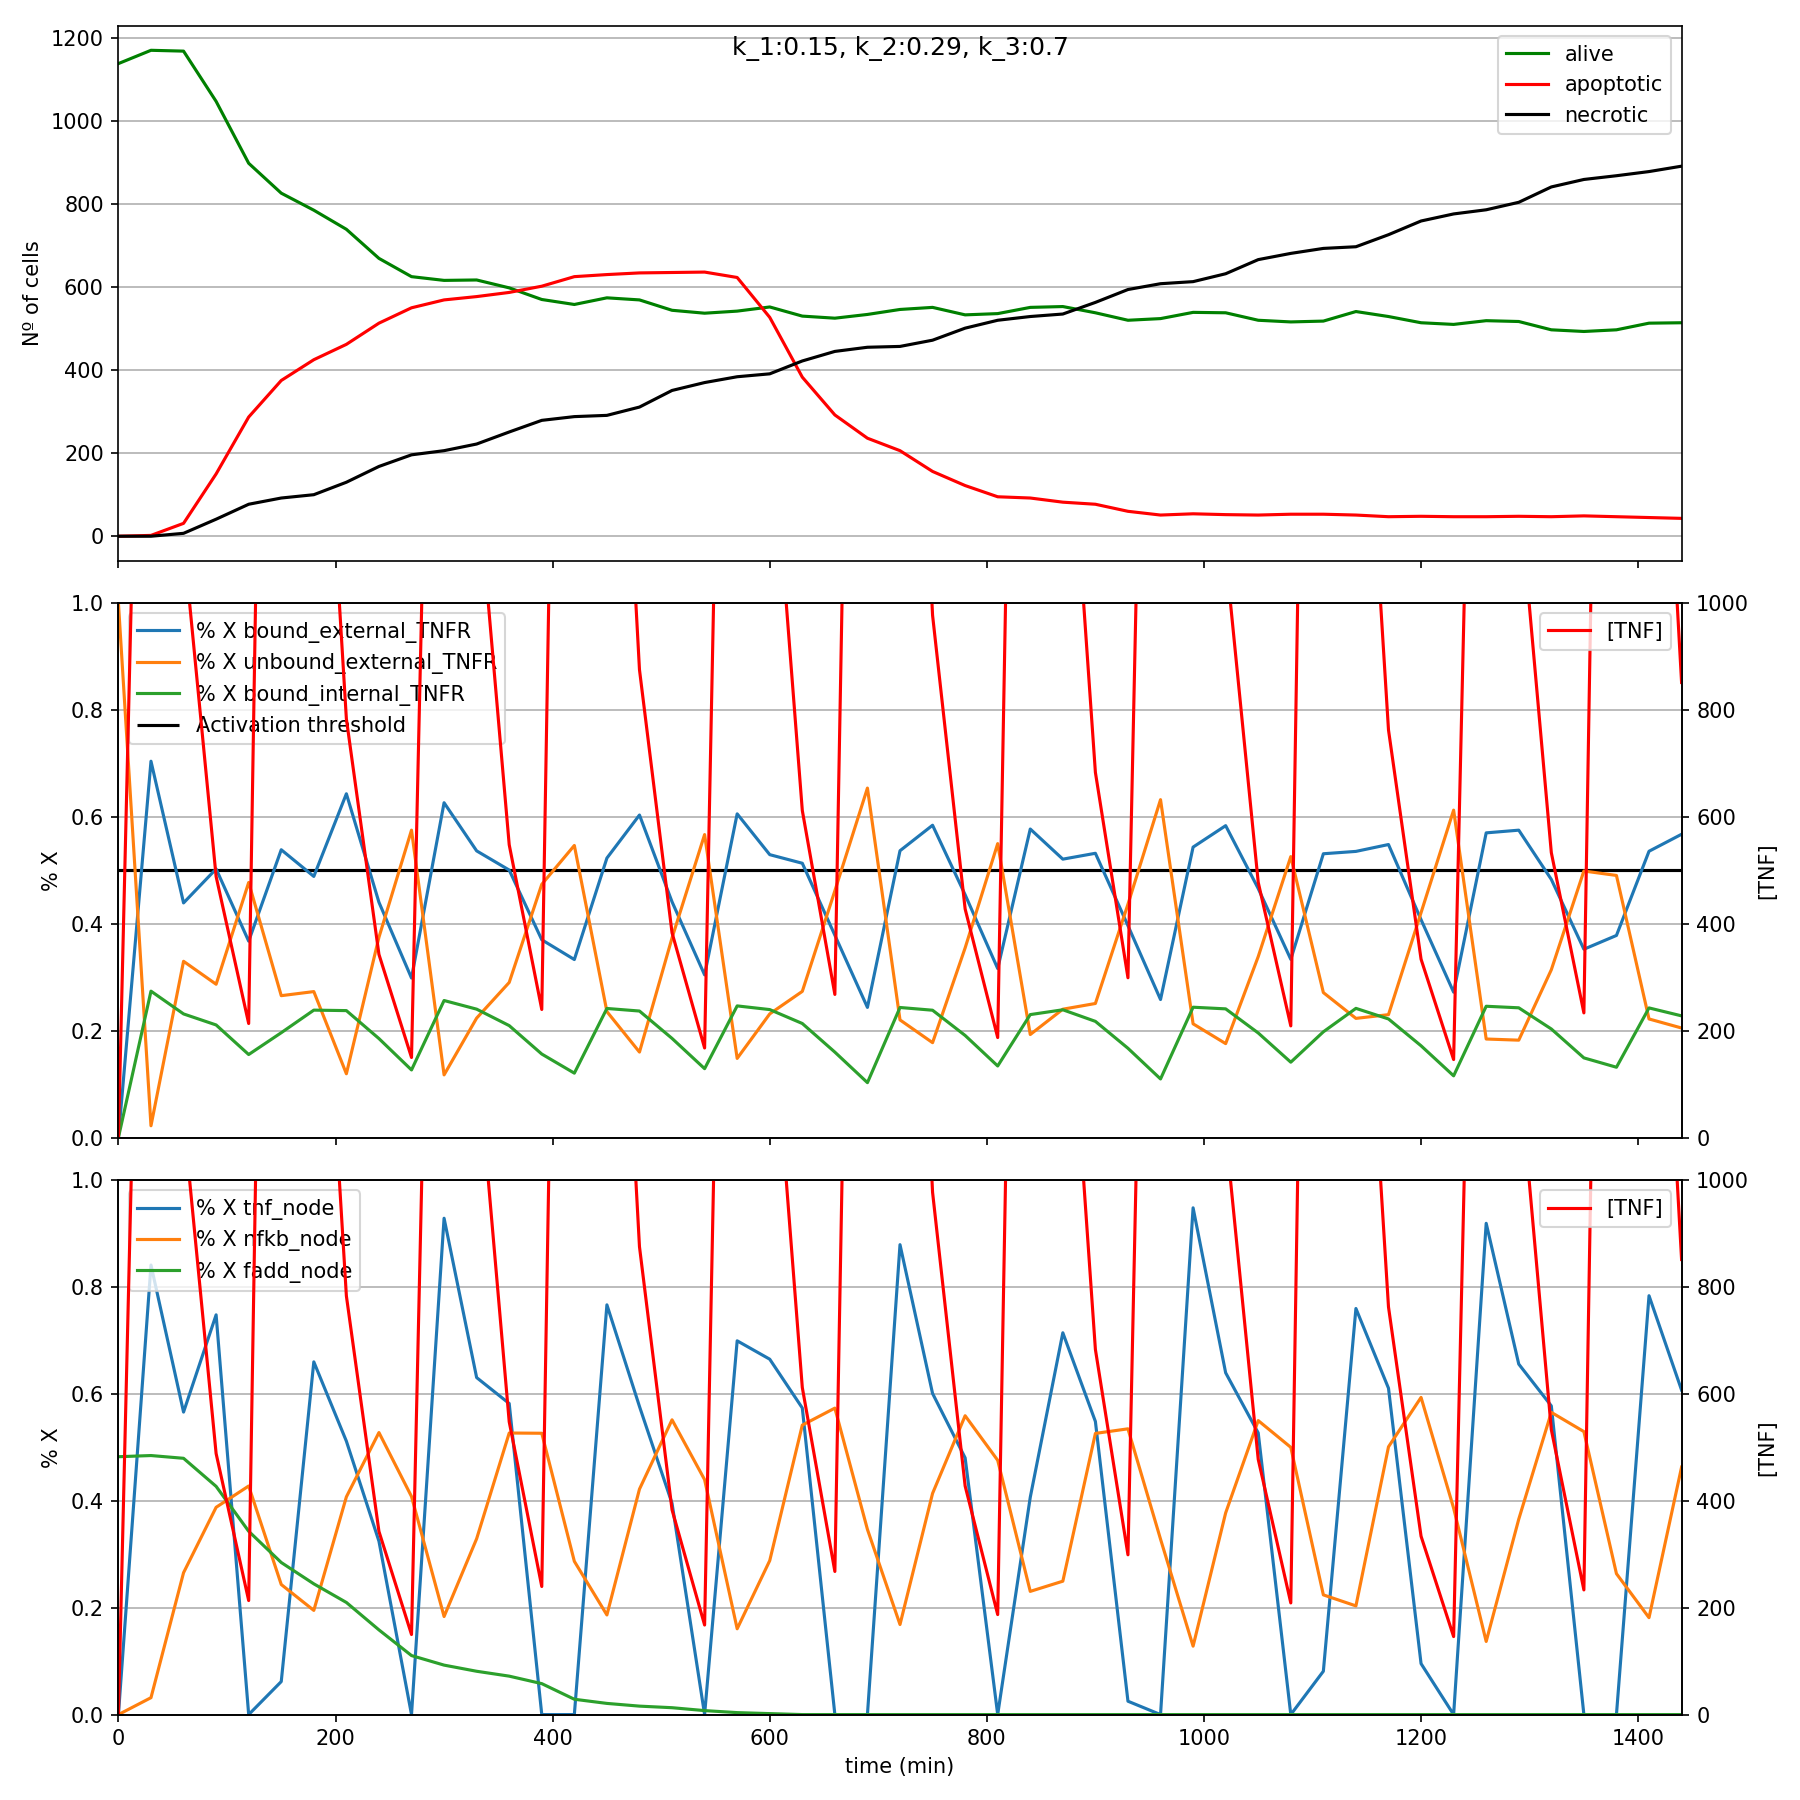 k_1:0.15, k_2:0.29, k_3:0.7
1200
1000
800
600
400
200
0
Nº of cells
alive
apoptotic
necrotic
1.0
0.8
0.6
0.4
0.2
0.0
% X
% X bound_external_TNFR
% X unbound_external_TNFR
% X bound_internal_TNFR
Activation threshold
[TNF]
1000
800
600
400
200
0
[TNF]
1.0
0.8
0.6
0.4
0.2
0.0
% X
% X tnf_node
% X nfkb_node
% X fadd_node
[TNF]
1000
800
600
400
200
0
[TNF]
0 200 400 600 800 1000 1200 1400
time (min)